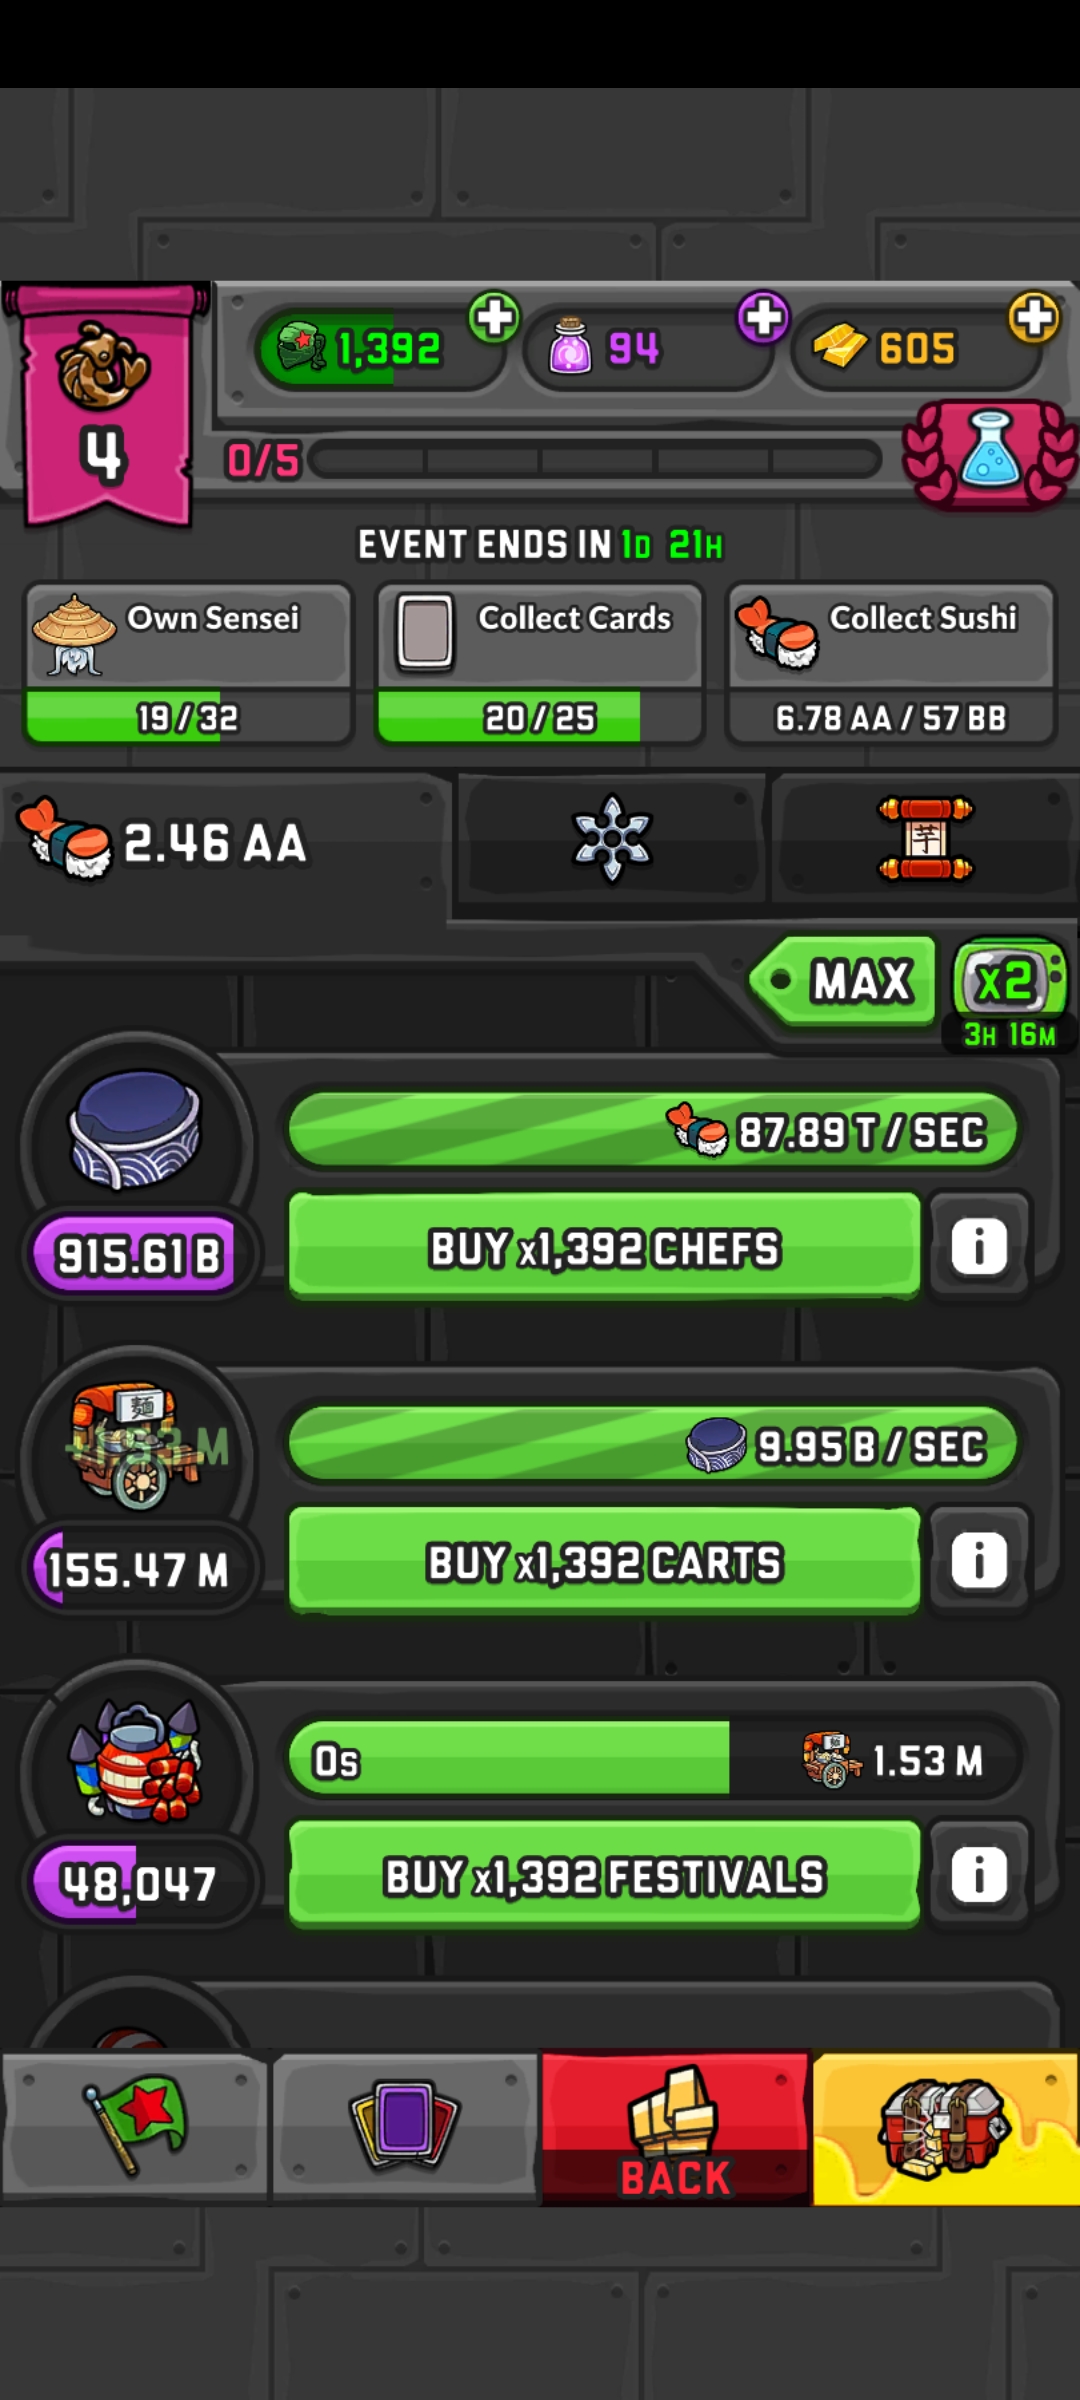 1,392
94
605
4
0/5
EVENT ENDS IN 1D 21H
Own Sensei
19/32
Collect Cards
20/25
Collect Sushi
6.78 AA / 57 BB
2.46 AA
芋
MAX
x2
3H 16M
87.89 T / SEC
915.61 B
BUY x1,392 CHEFS
i
麺
9.95 B / SEC
155.47 M
BUY x1,392 CARTS
i
0s
1.53 M
48,047
BUY x1,392 FESTIVALS
i
BACK